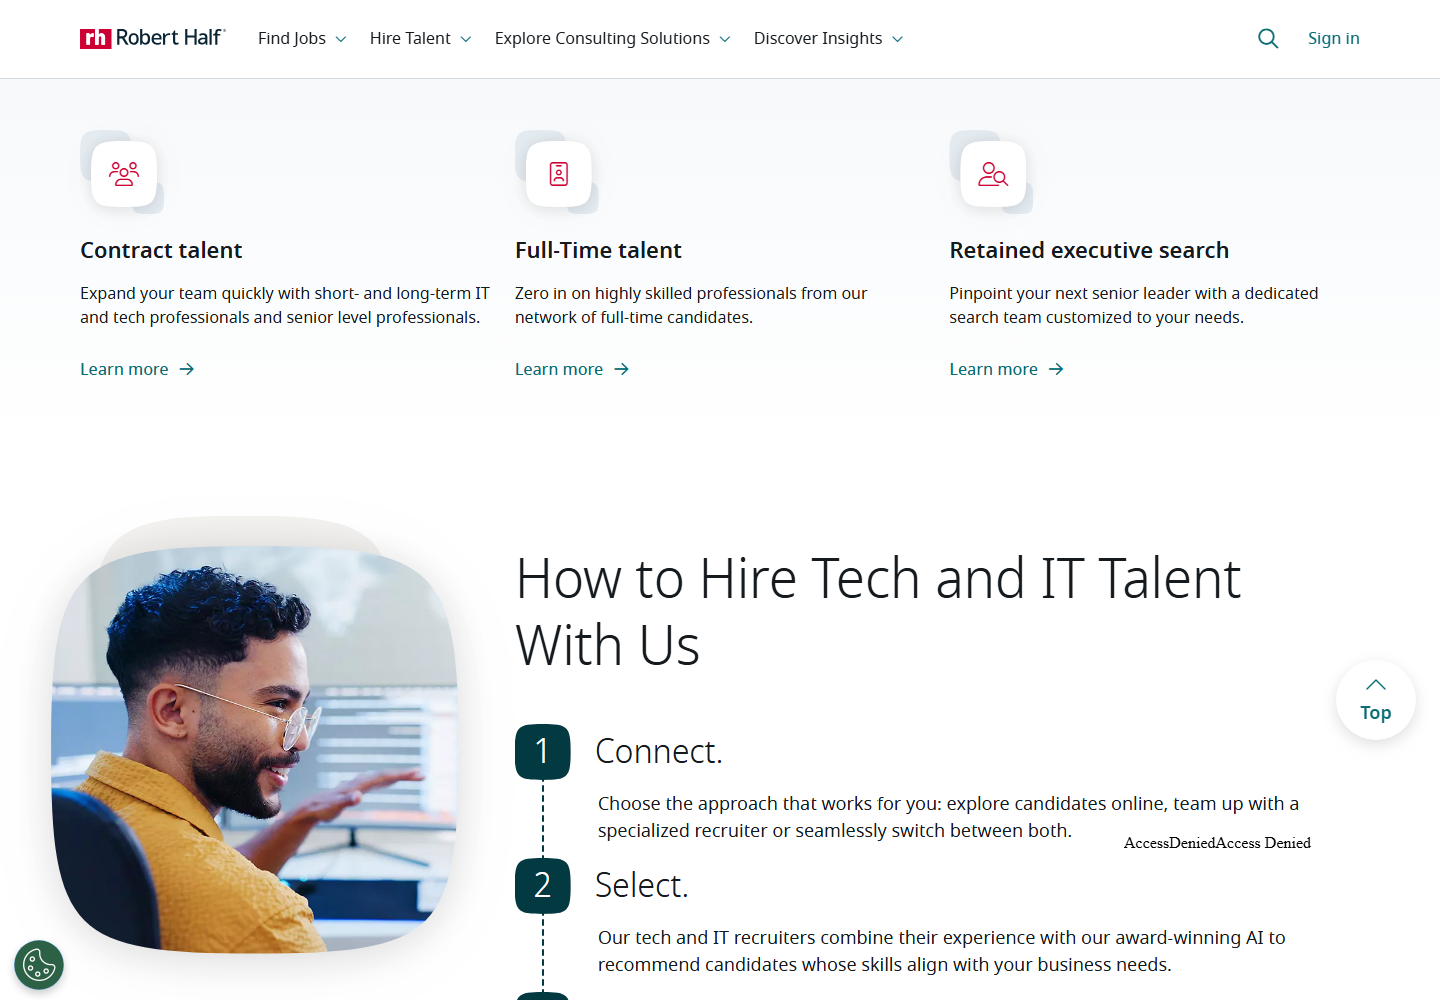 rh Robert Half®
Find Jobs
Hire Talent
Explore Consulting Solutions
Discover Insights
Sign in
Contract talent
Expand your team quickly with short- and long-term IT
and tech professionals and senior level professionals.
Learn more
Full-Time talent
Zero in on highly skilled professionals from our
network of full-time candidates.
Learn more
Retained executive search
Pinpoint your next senior leader with a dedicated
search team customized to your needs.
Learn more
How to Hire Tech and IT Talent
With Us
1 Connect.
Choose the approach that works for you: explore candidates online, team up with a
specialized recruiter or seamlessly switch between both.
AccessDeniedAccess Denied
2 Select.
Our tech and IT recruiters combine their experience with our award-winning AI to
recommend candidates whose skills align with your business needs.
Top